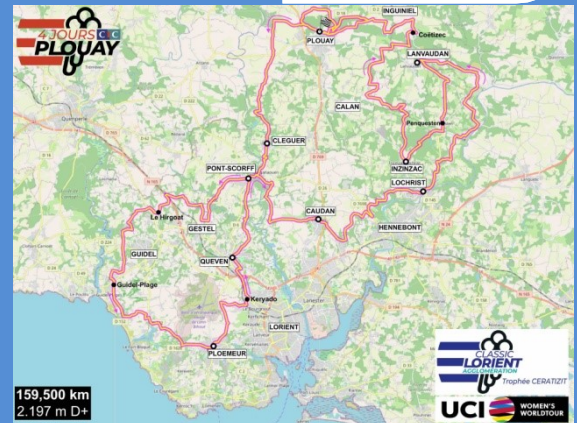 4 JOURS CC
PLOUAY
INGUINIEL
PLOUAY
Coëtizec
LANVAUDAN
CALAN
Penquesten
CLEGUER
PONT-SCORFF
INZINZAC
LOCHRIST
Le Hirgoat
GESTEL
CAUDAN
HENNEBONT
GUIDEL
QUEVEN
Guidel-Plage
Keryado
LORIENT
PLOEMEUR
159,500 km
2.197 m D+
CLASSIC
LORIENT
AGGLOMERATION
Trophée CERATIZIT
UCI WOMEN'S
WORLDTOUR